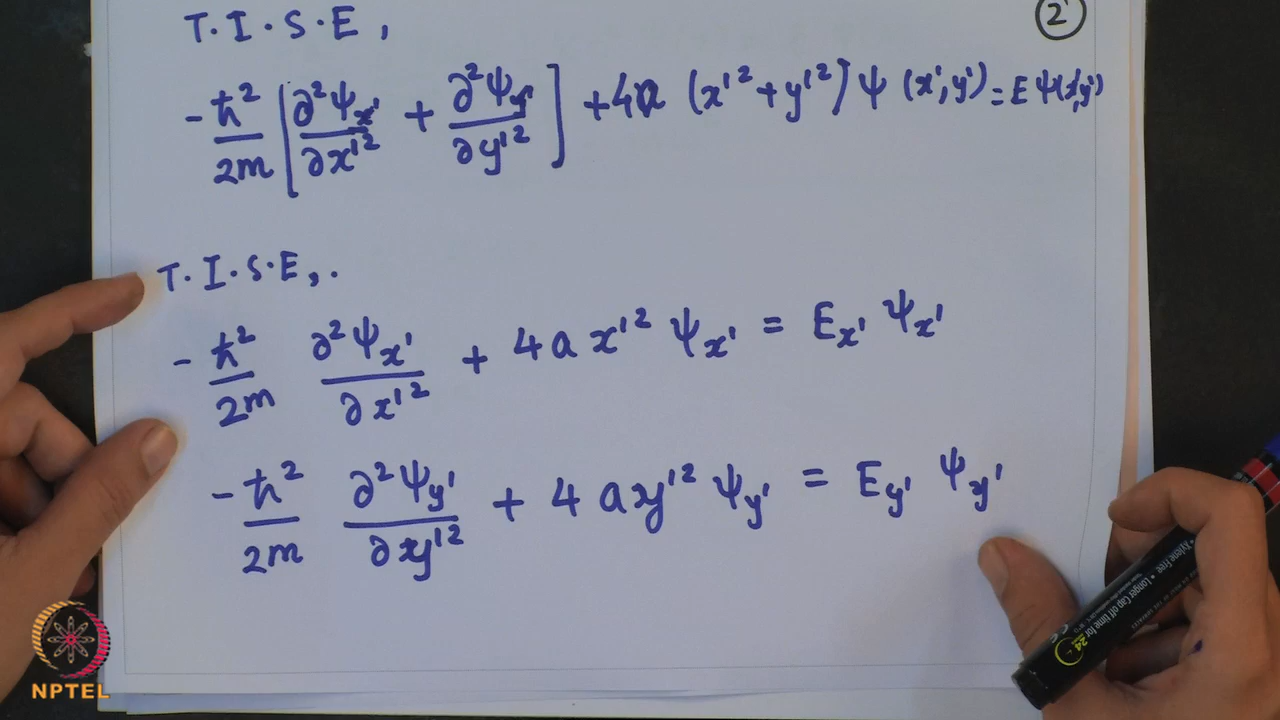 T.I.S.E,
②
-ħ²/2m [∂²ψx'/∂x'² + ∂²ψy'/∂y'²] + 4a (x'² + y'²) ψ (x',y') = E ψ(x',y')
T.I.S.E,.
-ħ²/2m ∂²ψx'/∂x'² + 4a x'² ψx' = Ex' ψx'
-ħ²/2m ∂²ψy'/∂y'² + 4 a y'² ψy' = Ey' ψy'
NPTEL